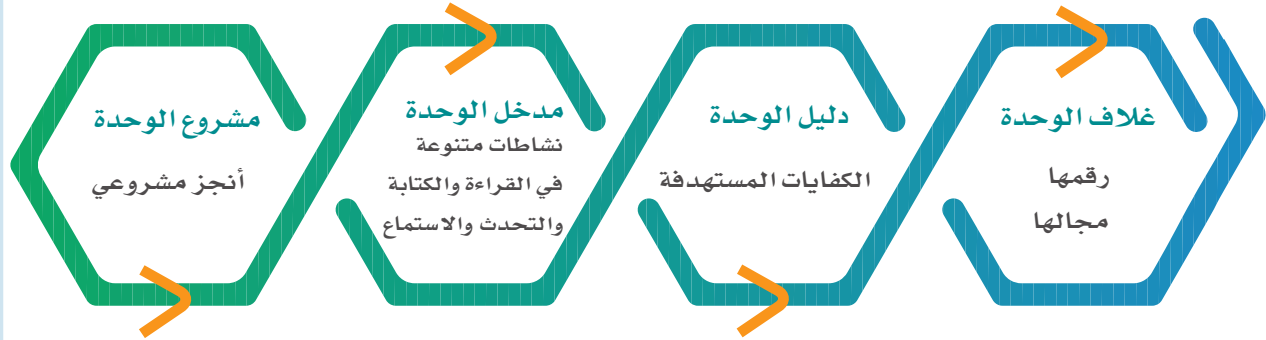 غلاف الوحدة
رقمها
مجالها
دليل الوحدة
الكفايات المستهدفة
مدخل الوحدة
نشاطات متنوعة
في القراءة والكتابة
والتحدث والاستماع
مشروع الوحدة
أنجز مشروعي